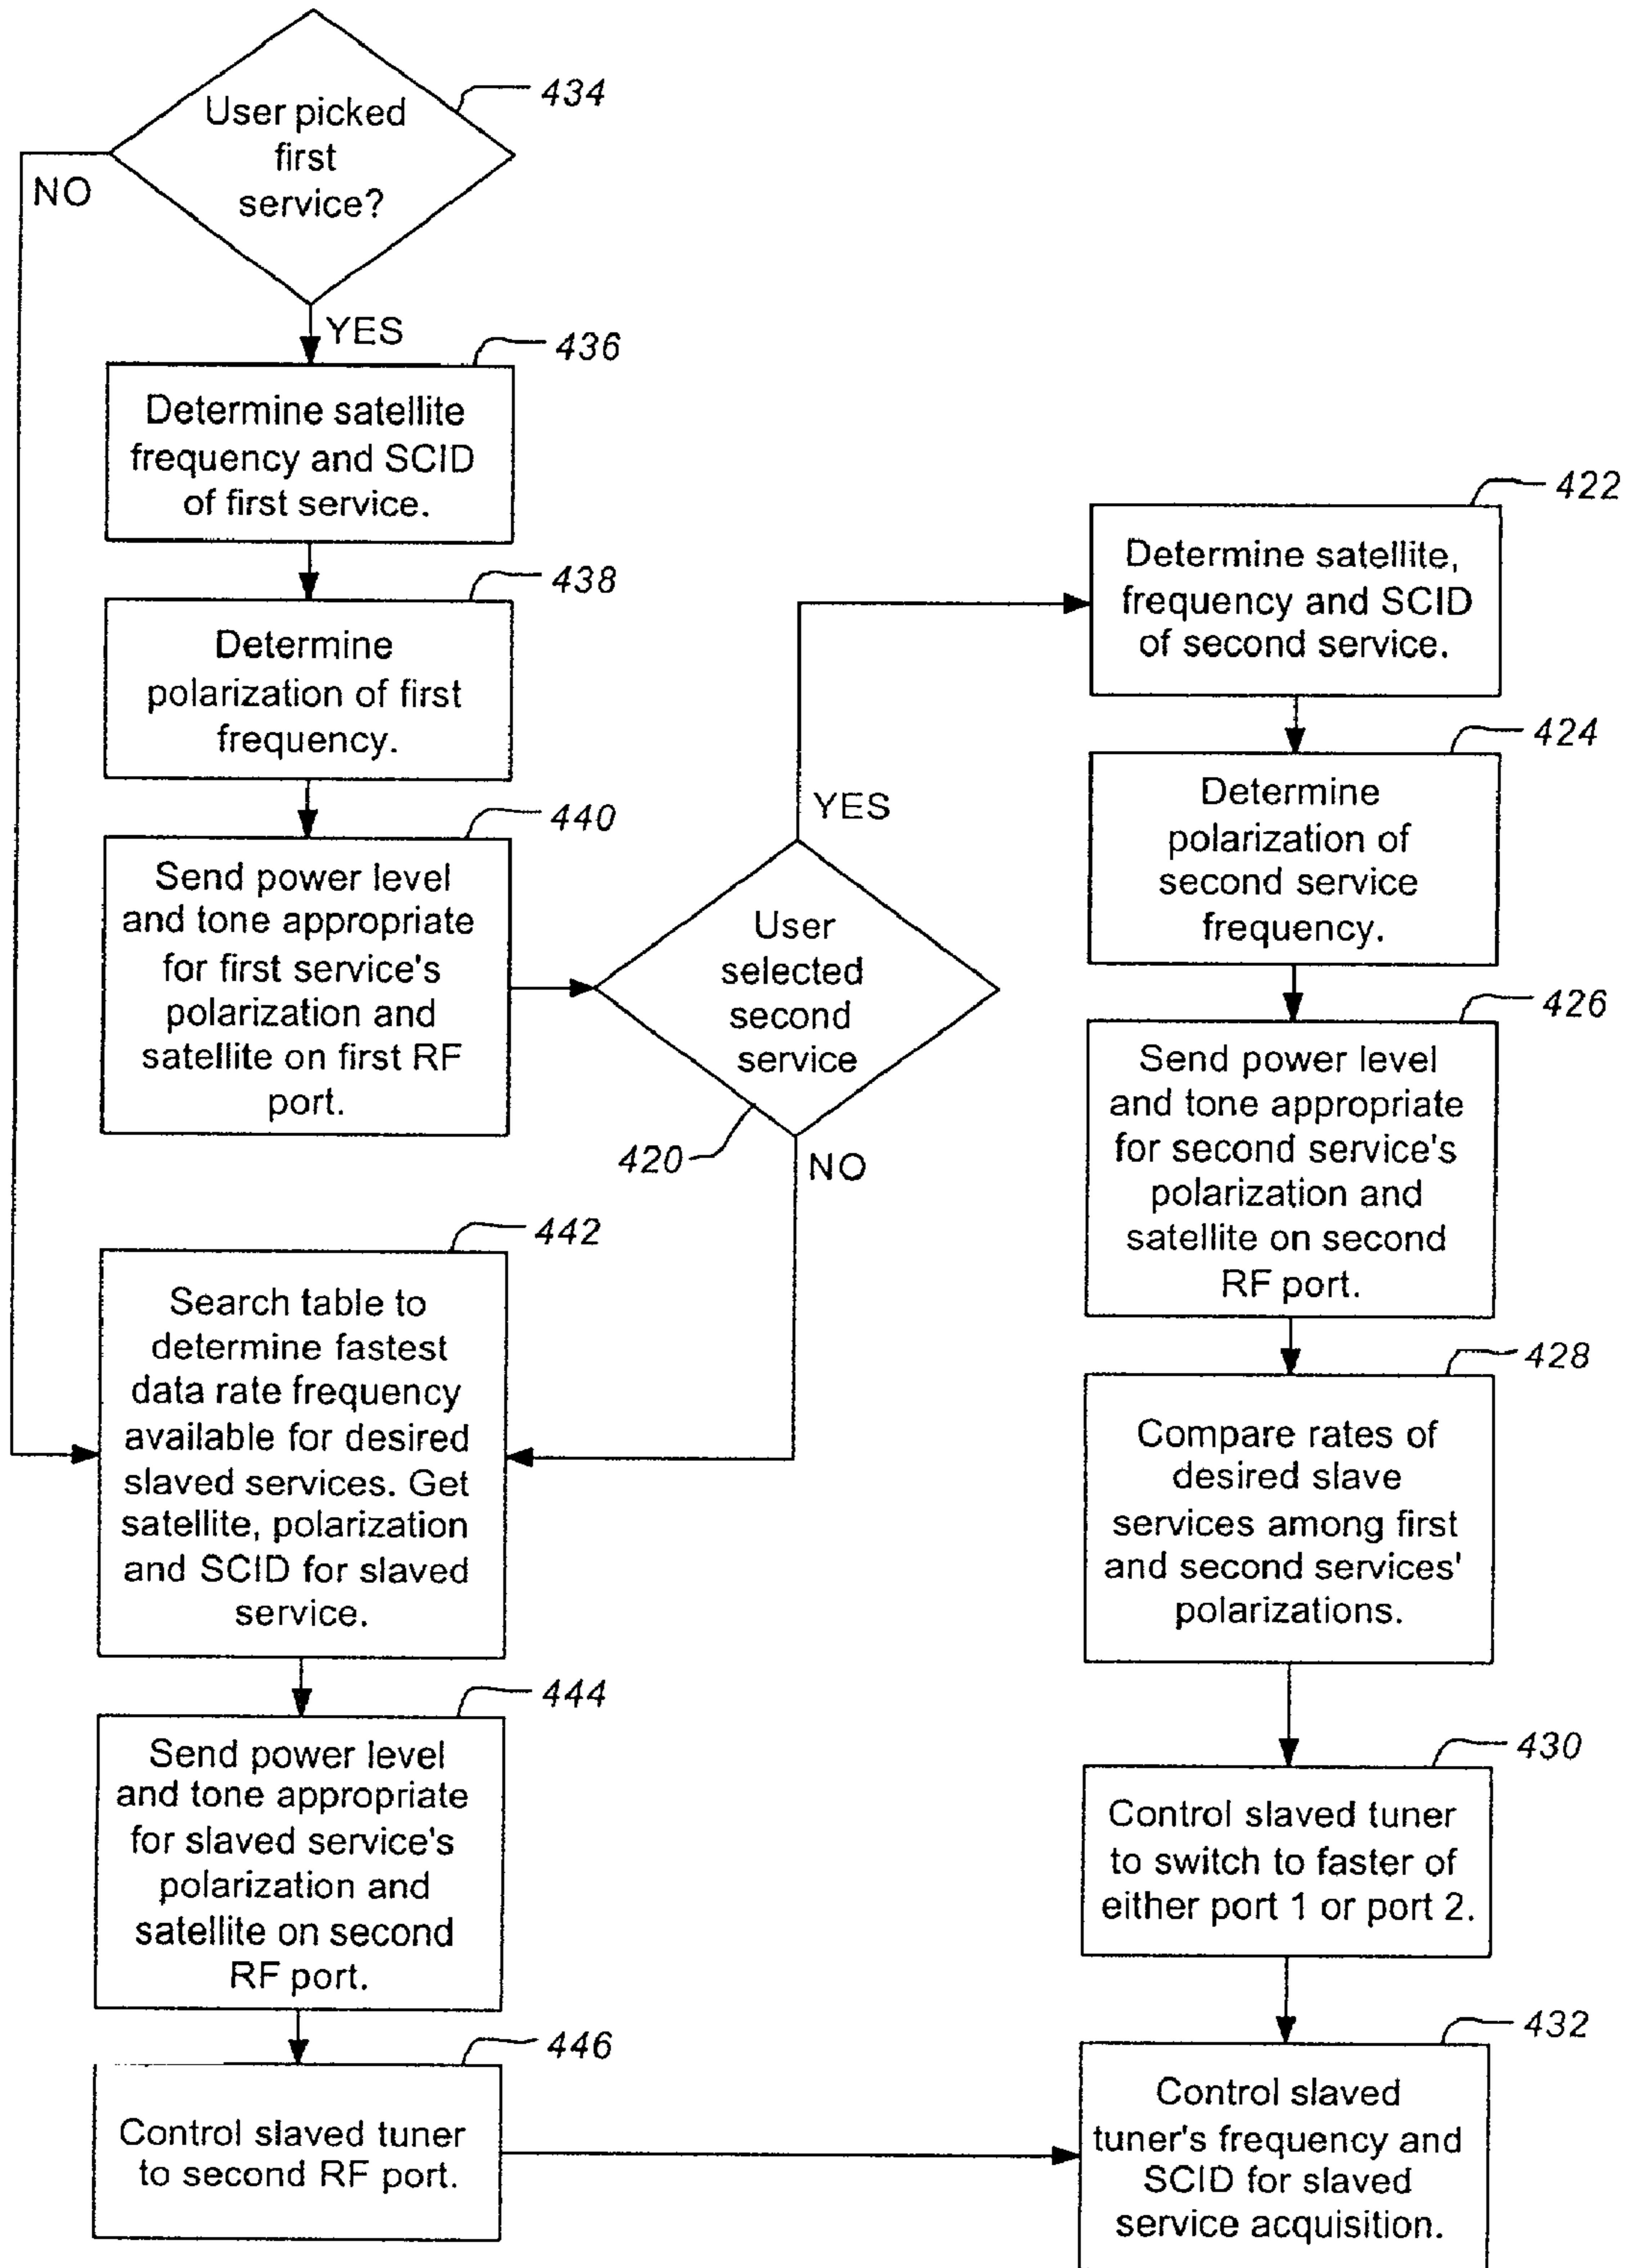 User picked
first
service?
434
NO
YES
436
Determine satellite
frequency and SCID
of first service.
438
Determine
polarization of first
frequency.
440
Send power level
and tone appropriate
for first service's
polarization and
satellite on first RF
port.
User
selected
second
service
420
YES
NO
422
Determine satellite,
frequency and SCID
of second service.
424
Determine
polarization of
second service
frequency.
426
Send power level
and tone appropriate
for second service's
polarization and
satellite on second
RF port.
428
Compare rates of
desired slave
services among first
and second services'
polarizations.
430
Control slaved tuner
to switch to faster of
either port 1 or port 2.
442
Search table to
determine fastest
data rate frequency
available for desired
slaved services. Get
satellite, polarization
and SCID for slaved
service.
444
Send power level
and tone appropriate
for slaved service's
polarization and
satellite on second
RF port.
446
Control slaved tuner
to second RF port.
432
Control slaved
tuner's frequency and
SCID for slaved
service acquisition.